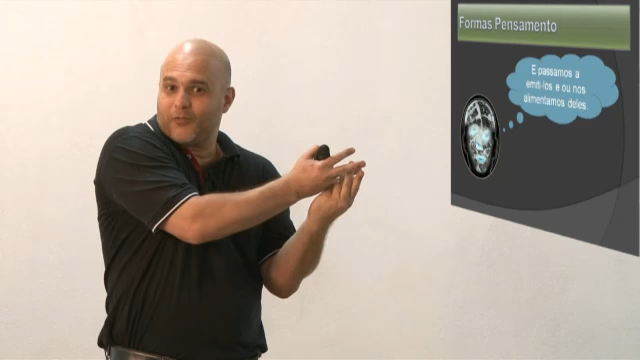 Formas Pensamento
E passamos a
emiti-los e ou nos
alimentamos deles